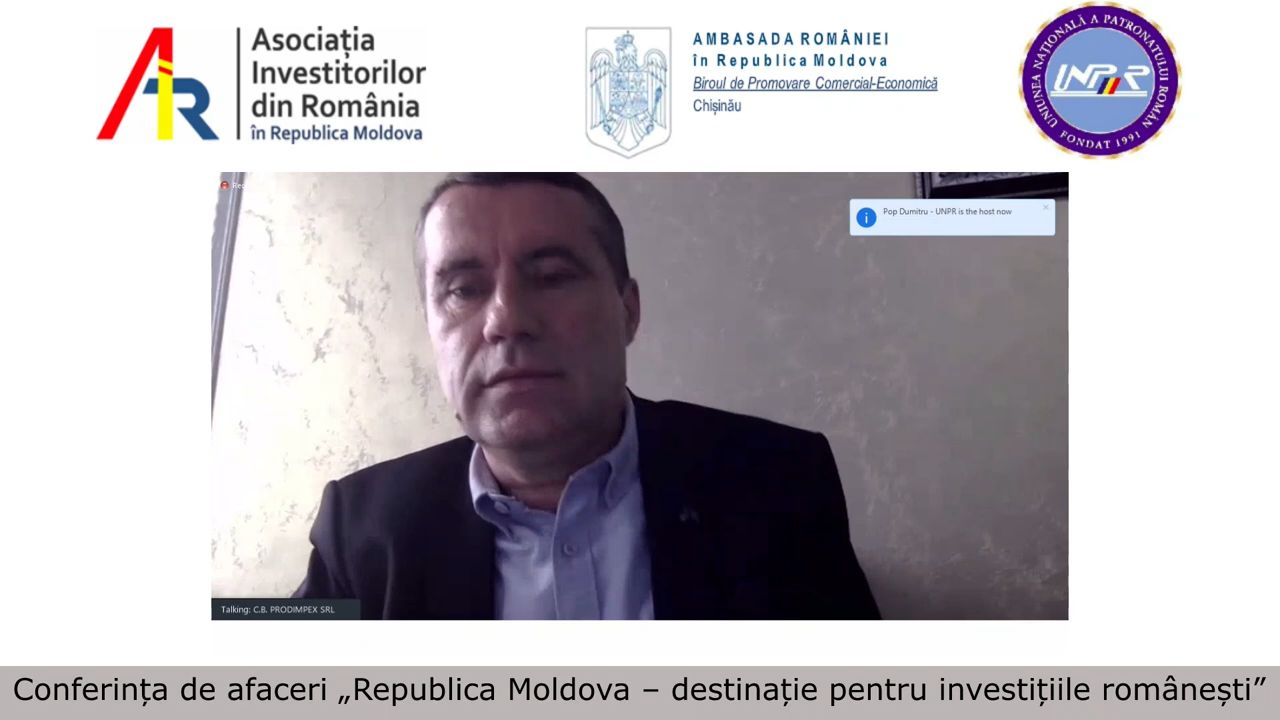 Asociația
Investitorilor
din România
în Republica Moldova
AMBASADA ROMÂNIEI
în Republica Moldova
Biroul de Promovare Comercial-Economică
Chișinău
UNIUNEA NAȚIONALĂ A PATRONATULUI ROMÂN
UNPR
FONDAT 1991
Rec
Pop Dumitru - UNPR is the host now
Talking: C.B. PRODIMPEX SRL
Conferința de afaceri „Republica Moldova – destinație pentru investițiile românești”